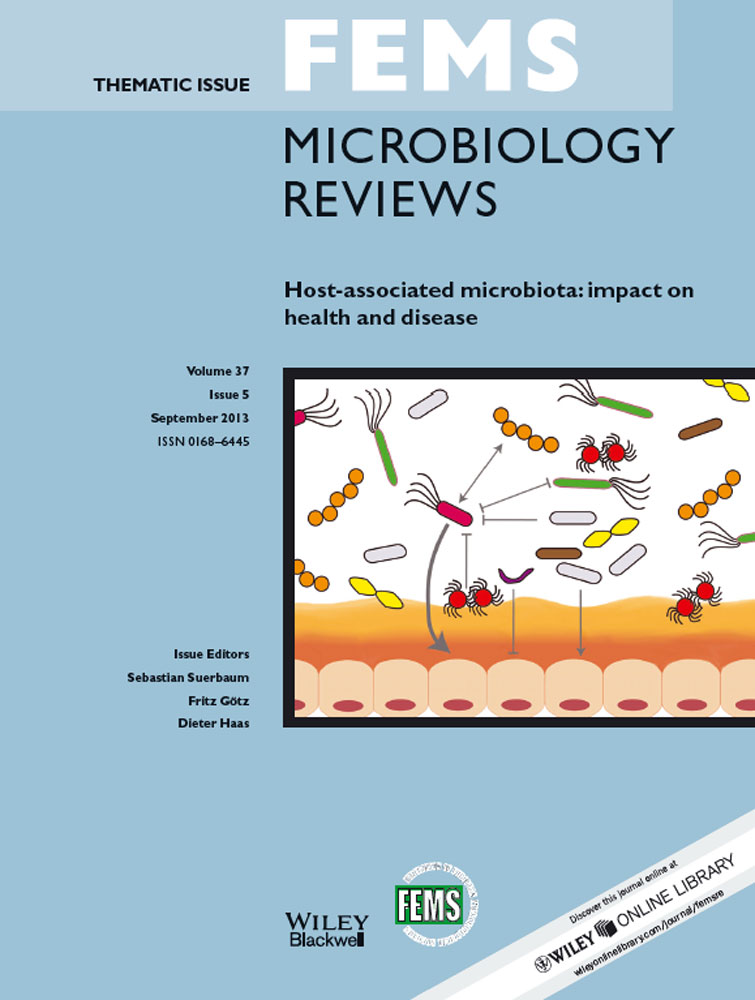 THEMATIC ISSUE
FEMS
MICROBIOLOGY
REVIEWS
Host-associated microbiota: impact on
health and disease
Volume 37
Issue 5
September 2013
ISSN 0168–6445
Issue Editors
Sebastian Suerbaum
Fritz Götz
Dieter Haas
WILEY
Blackwell
FEMS
Discover this journal online at
WILEY ONLINE LIBRARY
wileyonlinelibrary.com/journal/femsre